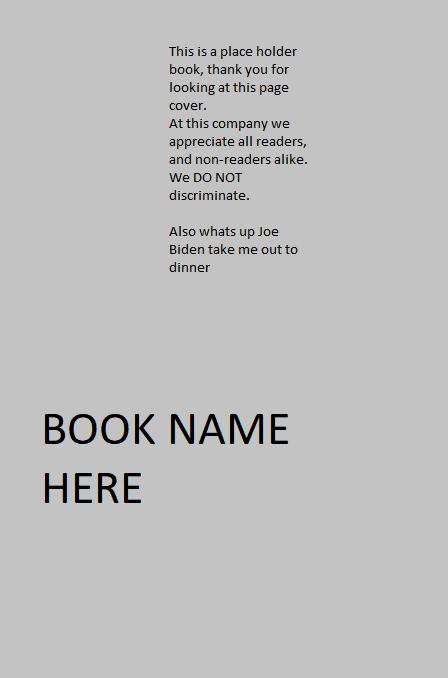 This is a place holder
book, thank you for
looking at this page
cover.
At this company we
appreciate all readers,
and non-readers alike.
We DO NOT
discriminate.
Also whats up Joe
Biden take me out to
dinner
BOOK NAME
HERE